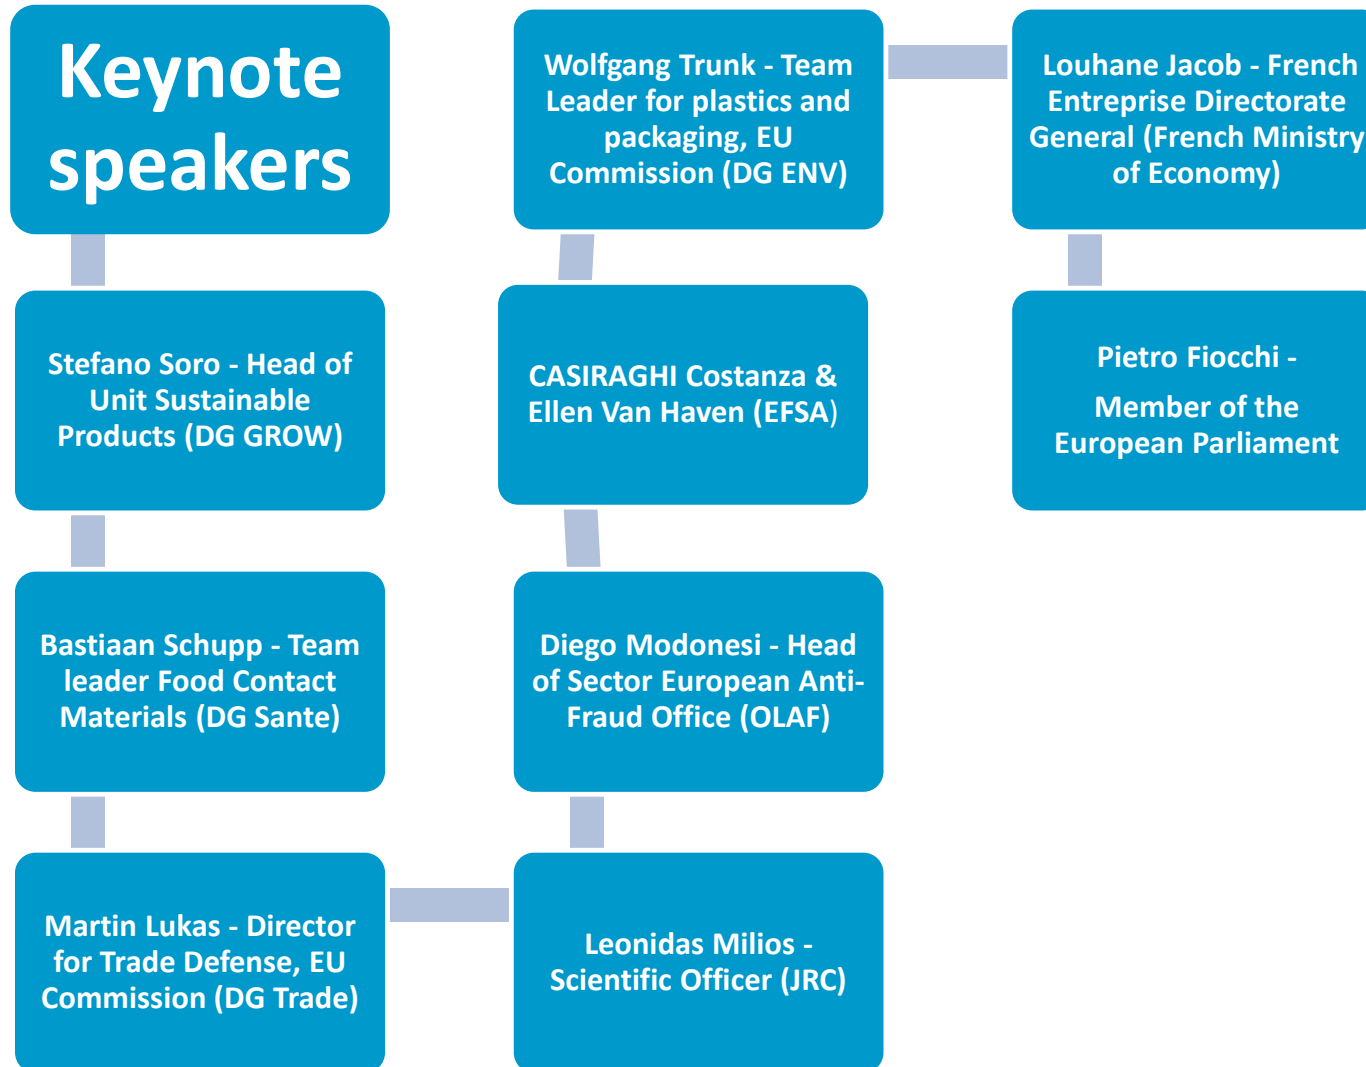 Keynote
speakers
Stefano Soro - Head of
Unit Sustainable
Products (DG GROW)
Bastiaan Schupp - Team
leader Food Contact
Materials (DG Sante)
Martin Lukas - Director
for Trade Defense, EU
Commission (DG Trade)
Leonidas Milios -
Scientific Officer (JRC)
Diego Modonesi - Head
of Sector European Anti-
Fraud Office (OLAF)
CASIRAGHI Costanza &
Ellen Van Haven (EFSA)
Wolfgang Trunk - Team
Leader for plastics and
packaging, EU
Commission (DG ENV)
Louhane Jacob - French
Entreprise Directorate
General (French Ministry
of Economy)
Pietro Fiocchi -
Member of the
European Parliament